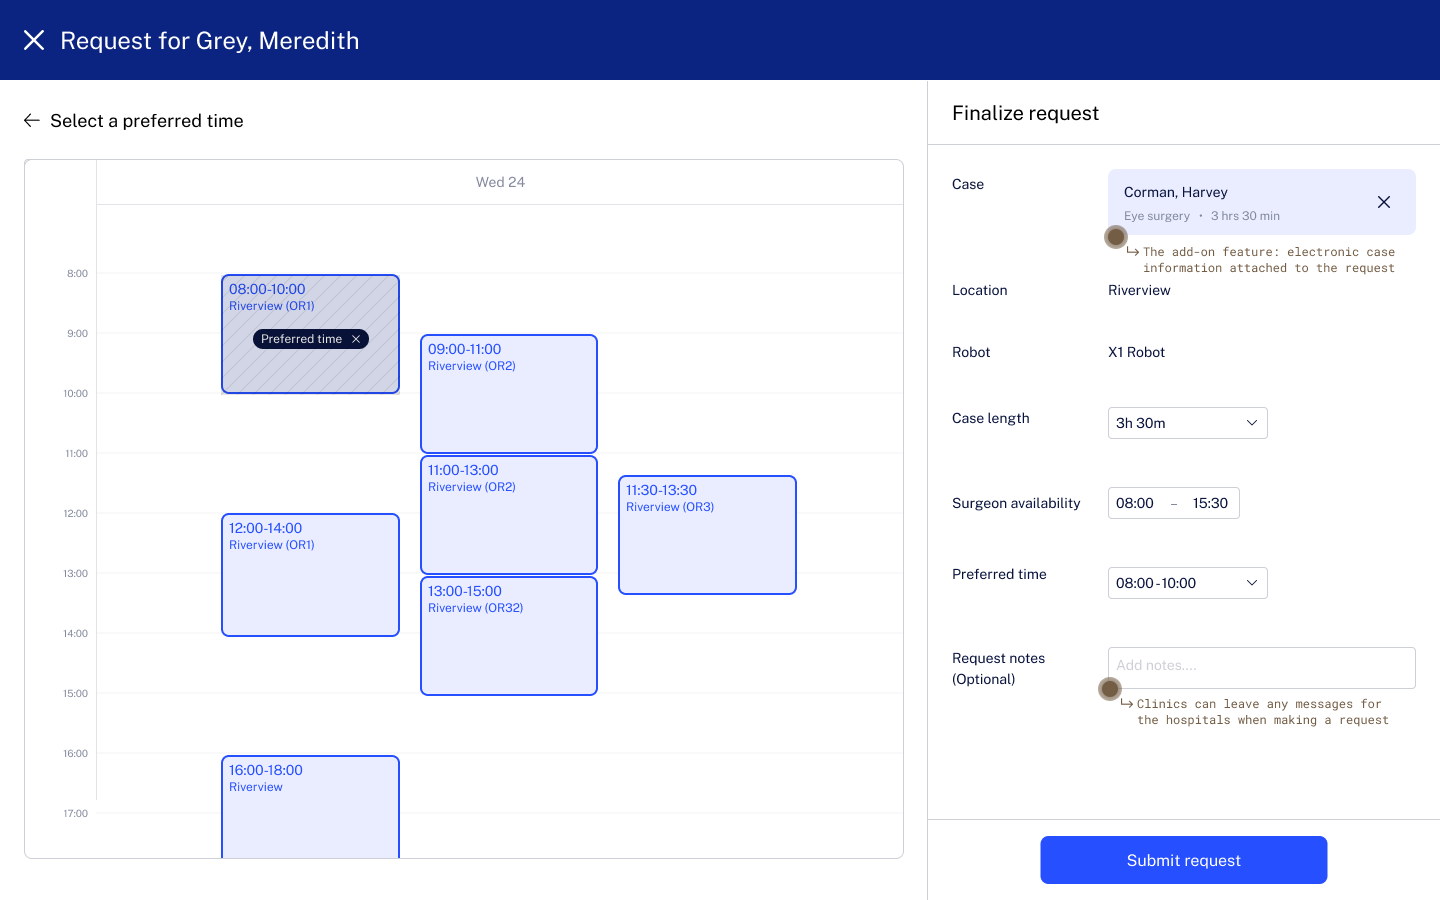 Request for Grey, Meredith
Select a preferred time
Wed 24
8:00
9:00
10:00
11:00
12:00
13:00
14:00
15:00
16:00
17:00
08:00-10:00
Riverview (OR1)
Preferred time
12:00-14:00
Riverview (OR1)
16:00-18:00
Riverview
09:00-11:00
Riverview (OR2)
11:00-13:00
Riverview (OR2)
13:00-15:00
Riverview (OR32)
11:30-13:30
Riverview (OR3)
Finalize request
Case
Corman, Harvey
Eye surgery • 3 hrs 30 min
The add-on feature: electronic case
information attached to the request
Location
Riverview
Robot
X1 Robot
Case length
3h 30m
Surgeon availability
08:00 – 15:30
Preferred time
08:00 - 10:00
Request notes
(Optional)
Add notes....
Clinics can leave any messages for
the hospitals when making a request
Submit request